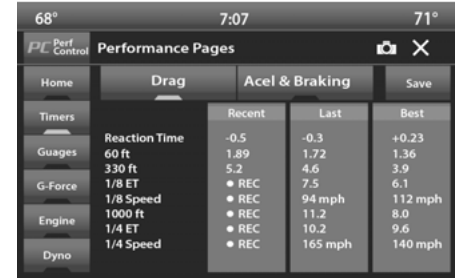 68° 7:07 71°
PC Perf Control Performance Pages
Home Drag Acel & Braking Save
Timers Recent Last Best
Reaction Time -0.5 -0.3 +0.23
Guages 60 ft 1.89 1.72 1.36
330 ft 5.2 4.6 3.9
G-Force 1/8 ET ● REC 7.5 6.1
1/8 Speed ● REC 94 mph 112 mph
Engine 1000 ft ● REC 11.2 8.0
1/4 ET ● REC 10.2 9.6
1/4 Speed ● REC 165 mph 140 mph
Dyno